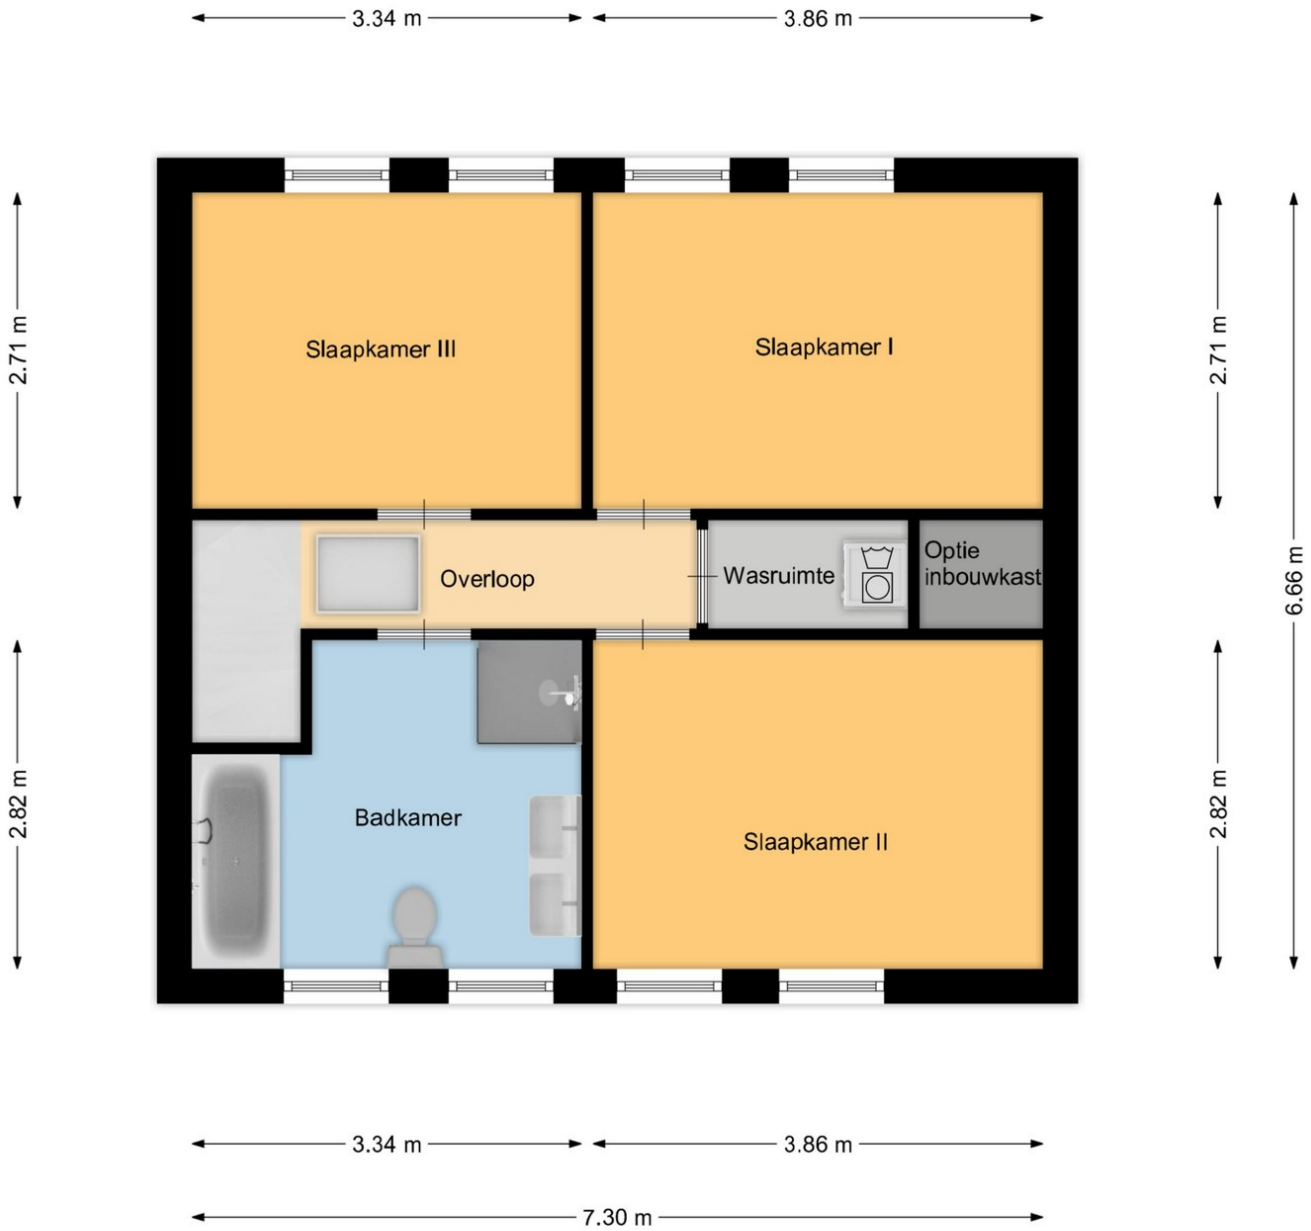 3.34 m
3.86 m
2.71 m
2.71 m
6.66 m
Slaapkamer III
Slaapkamer I
Overloop
Wasruimte
Optie
inbouwkast
2.82 m
2.82 m
Badkamer
Slaapkamer II
3.34 m
3.86 m
7.30 m